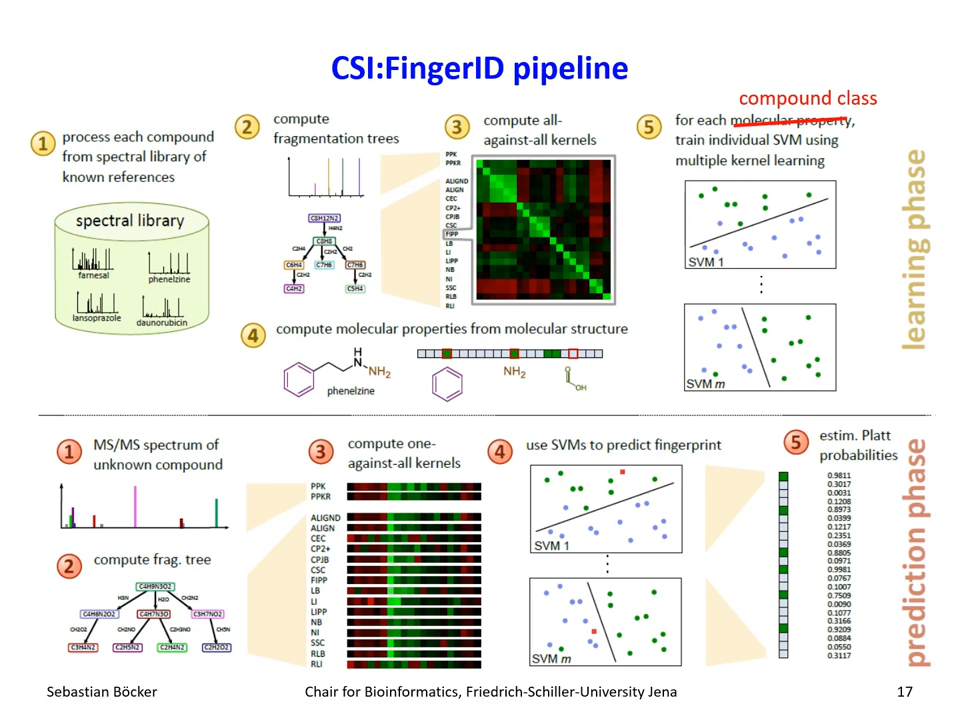 CSI:FingerID pipeline
compound class
1
process each compound
from spectral library of
known references
spectral library
farnesal
phenelzine
lansoprazole
daunorubicin
2
compute
fragmentation trees
C8H12N2
H4N2
C8H8
C2H4
C2H2
CH2
C6H4
C7H6
C7H6
C2H2
C2H2
C4H2
C5H4
3
compute all-
against-all kernels
PPK
PPKR
ALIGND
ALIGN
CEC
CP2+
CPJB
CSC
FIPP
LB
LI
LIPP
NB
NI
SSC
RLB
RLI
4
compute molecular properties from molecular structure
H
N
NH2
phenelzine
NH2
O
OH
5
for each molecular property,
train individual SVM using
multiple kernel learning
SVM 1
SVM m
learning phase
1
MS/MS spectrum of
unknown compound
2
compute frag. tree
C4H9N3O2
H3N
H2O
CH2N2
C4H6N2O2
C4H7N3O
C3H7NO2
CH2O2
CH2NO
C2H3NO
CH5N
C3H4N2
C2H5N2
C2H4N2
C2H2O2
3
compute one-
against-all kernels
PPK
PPKR
ALIGND
ALIGN
CEC
CP2+
CPJB
CSC
FIPP
LB
LI
LIPP
NB
NI
SSC
RLB
RLI
4
use SVMs to predict fingerprint
SVM 1
SVM m
5
estim. Platt
probabilities
0.9811
0.3017
0.0031
0.1208
0.8973
0.0399
0.1217
0.2351
0.0369
0.8805
0.0971
0.9981
0.0767
0.1007
0.7509
0.0090
0.1077
0.3166
0.9209
0.0884
0.0550
0.3117
prediction phase
Sebastian Böcker
Chair for Bioinformatics, Friedrich-Schiller-University Jena
17